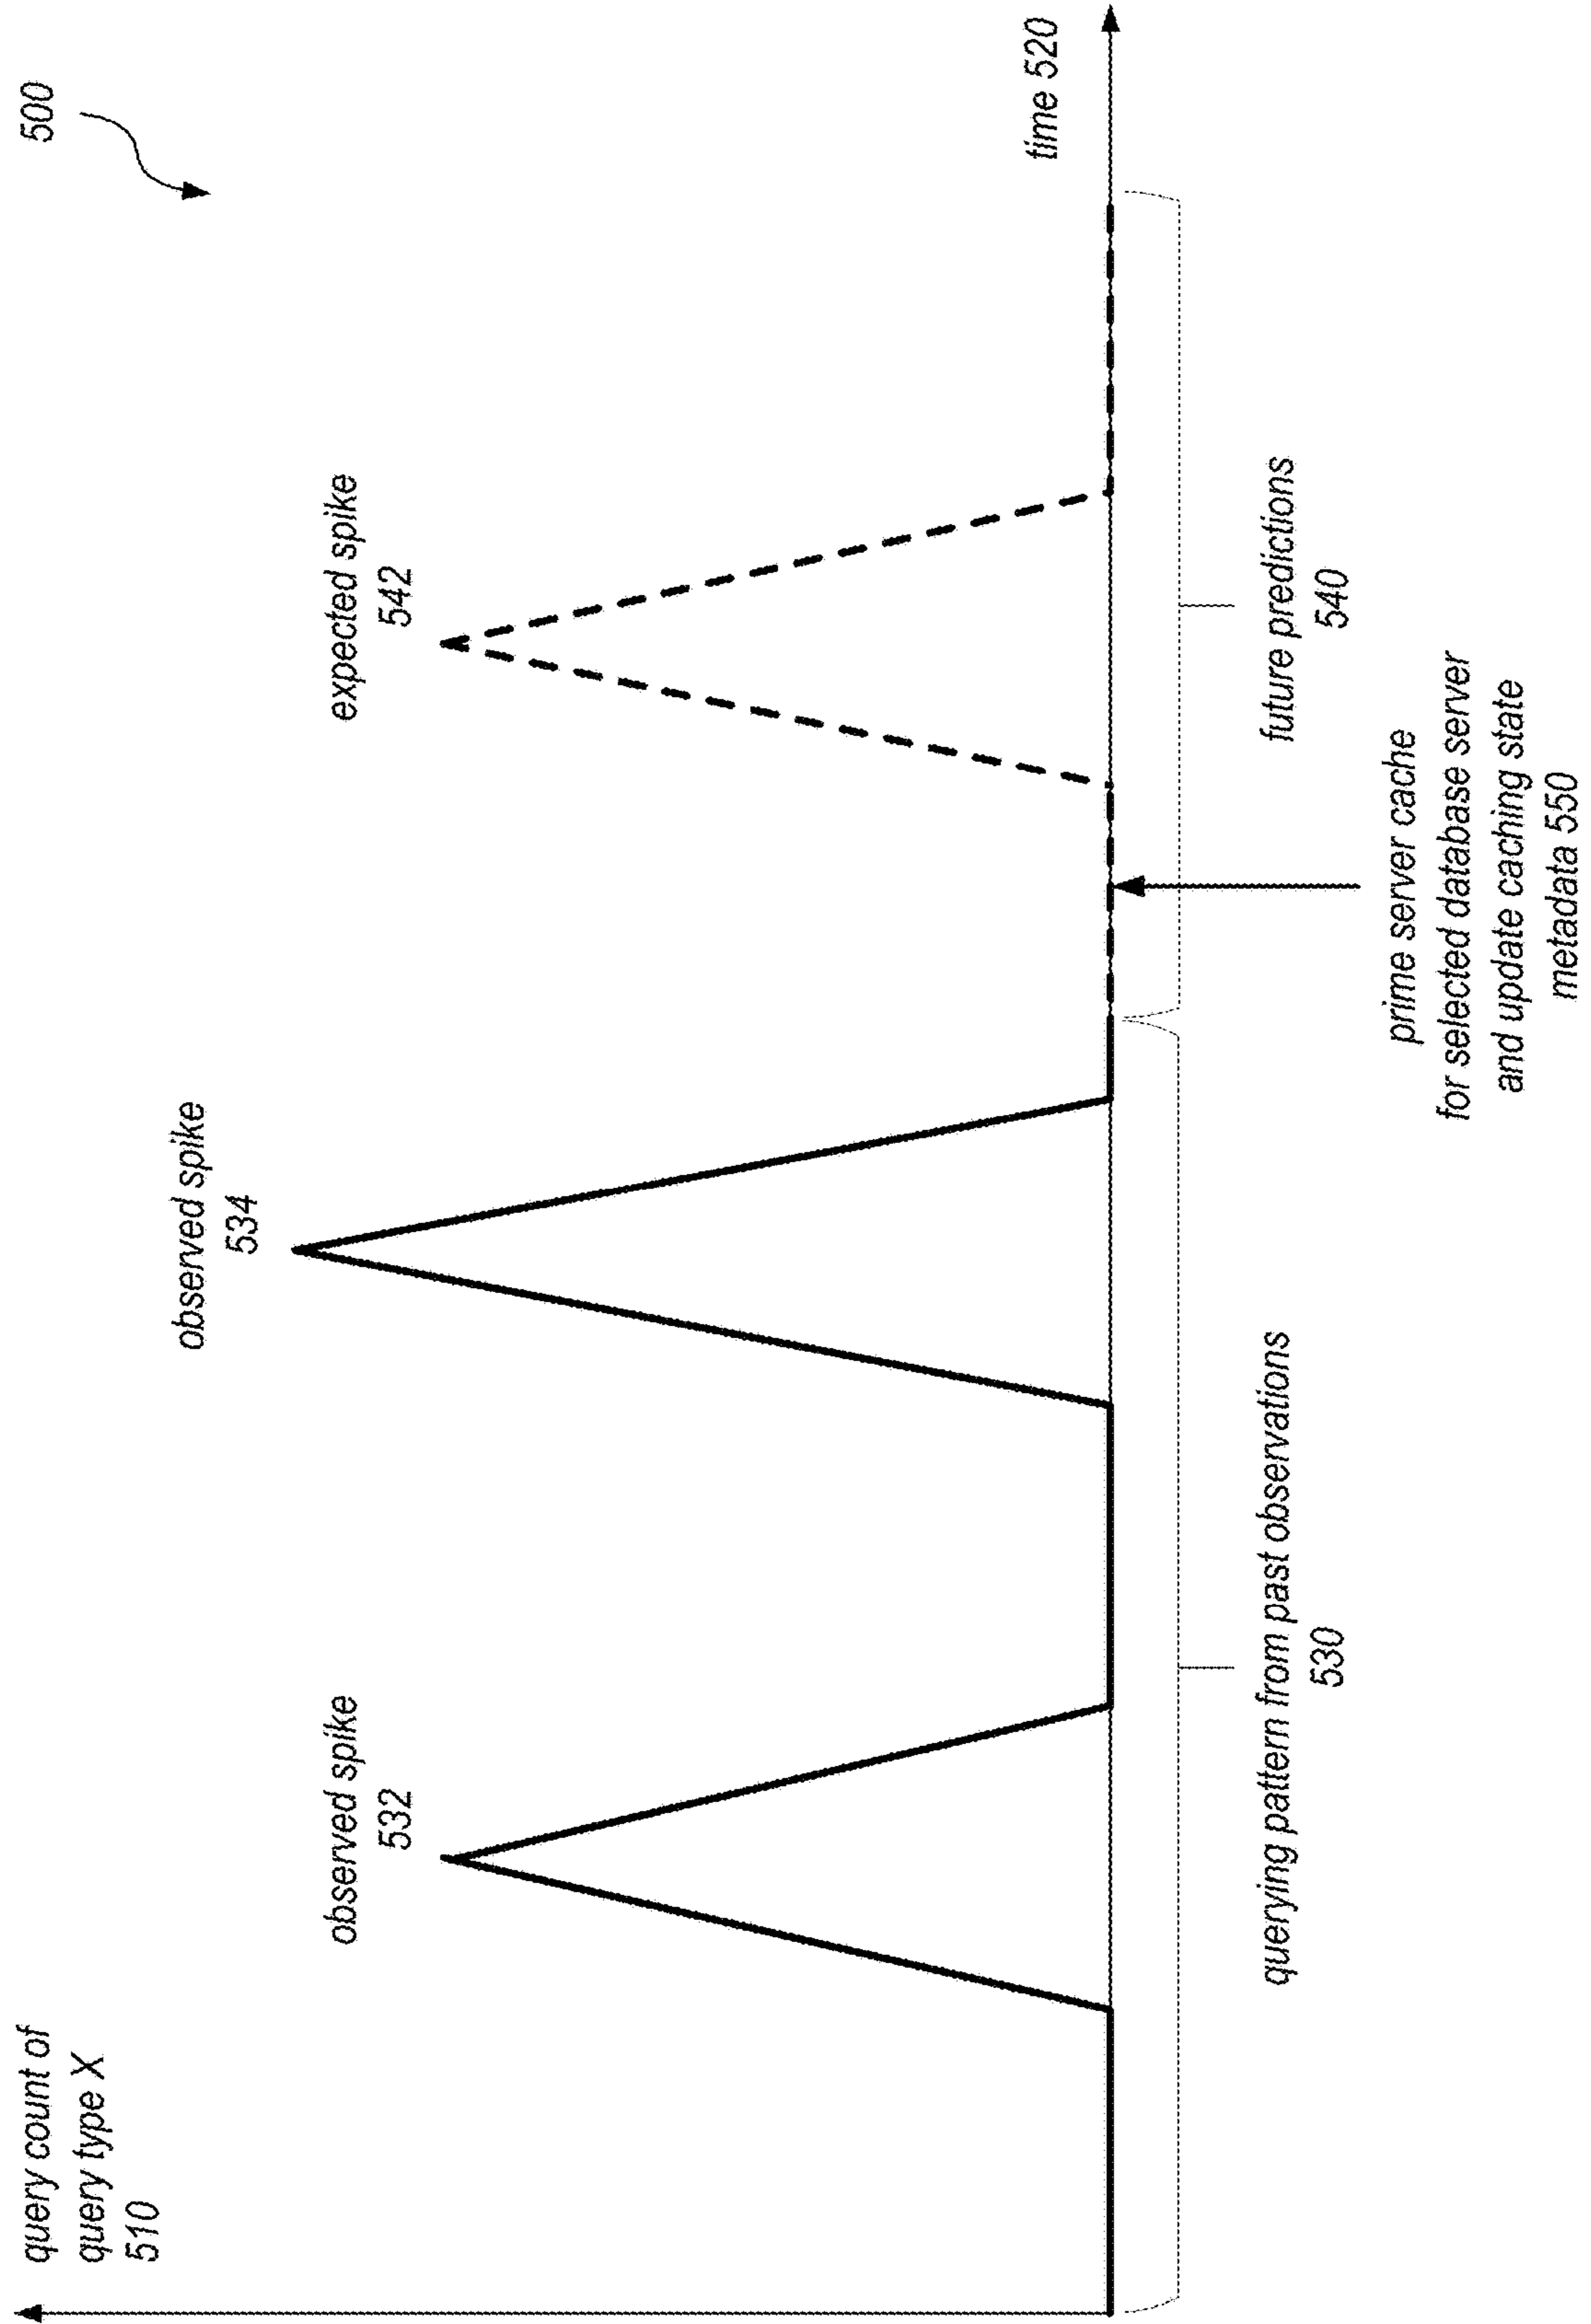 500
query count of
query type X
510
observed spike
534
observed spike
532
expected spike
542
time 520
querying pattern from past observations
530
future predictions
540
prime server cache
for selected database server
and update caching state
metadata 550